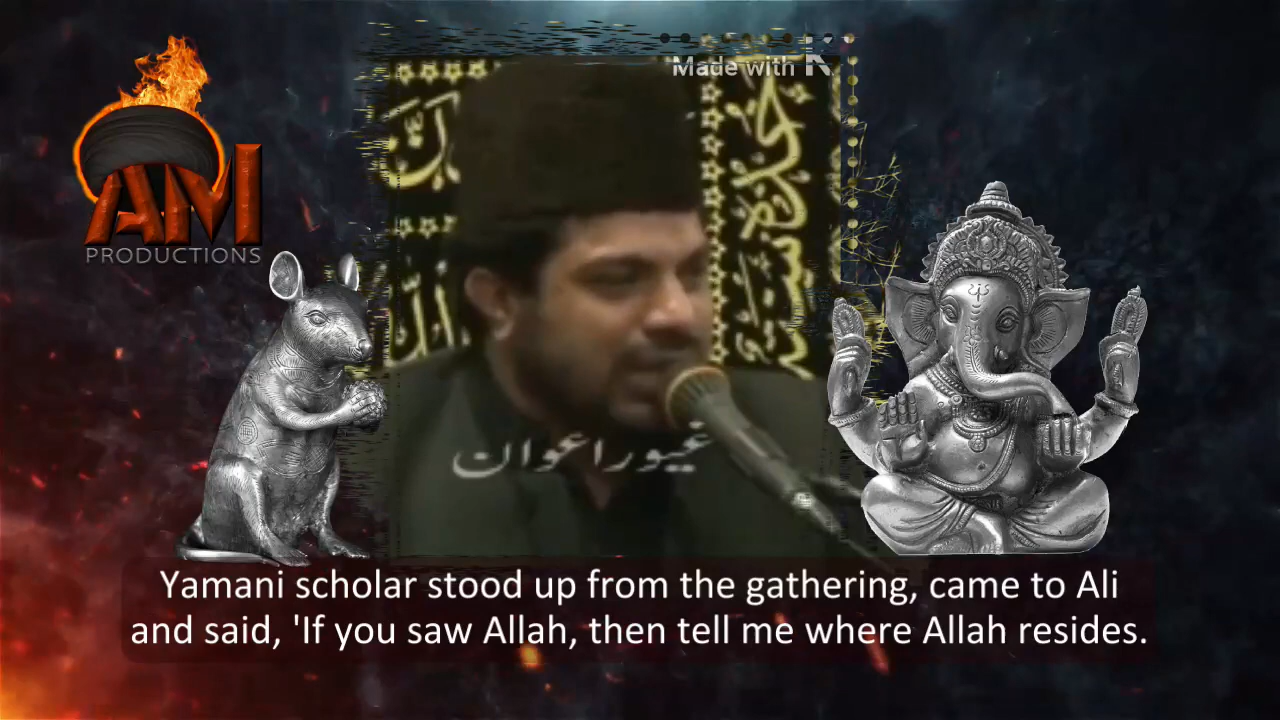 Made with K
AM
PRODUCTIONS
غیور اعوان
Yamani scholar stood up from the gathering, came to Ali
and said, 'If you saw Allah, then tell me where Allah resides.